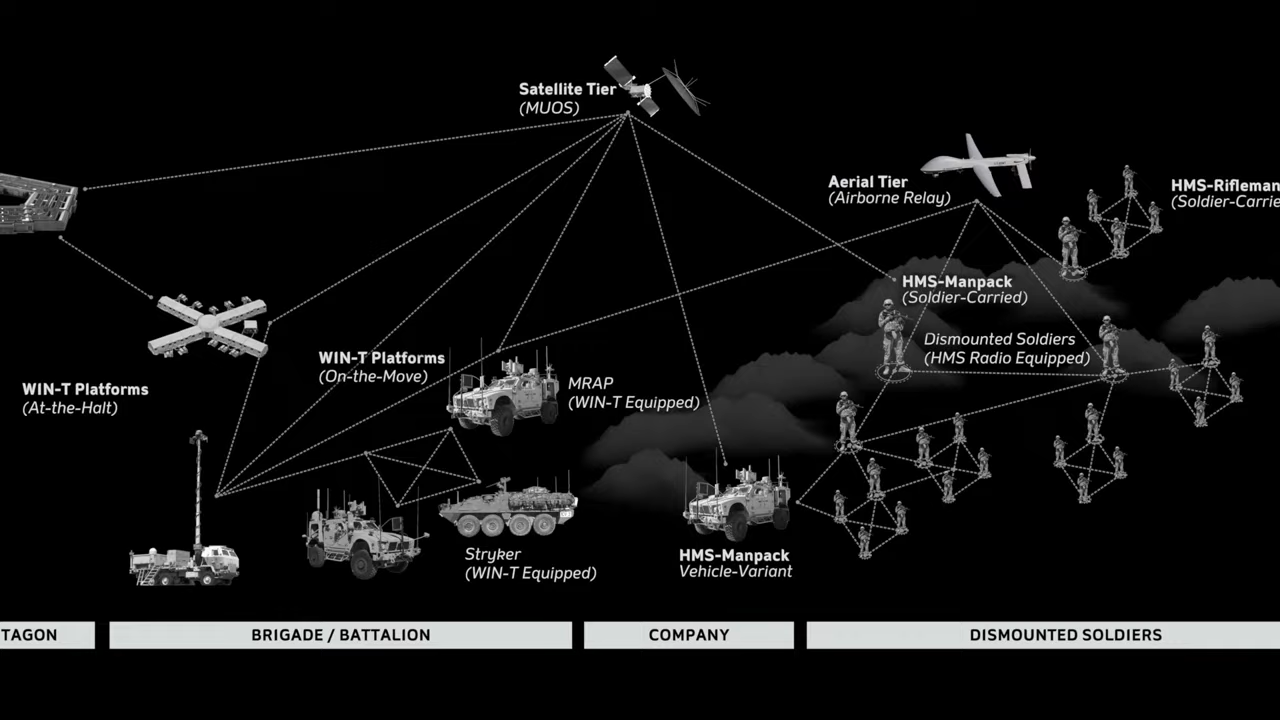 Satellite Tier
(MUOS)
Aerial Tier
(Airborne Relay)
HMS-Rifleman
(Soldier-Carrie
HMS-Manpack
(Soldier-Carried)
Dismounted Soldiers
(HMS Radio Equipped)
WIN-T Platforms
(On-the-Move)
MRAP
(WIN-T Equipped)
WIN-T Platforms
(At-the-Halt)
Stryker
(WIN-T Equipped)
HMS-Manpack
Vehicle-Variant
TAGON
BRIGADE / BATTALION
COMPANY
DISMOUNTED SOLDIERS